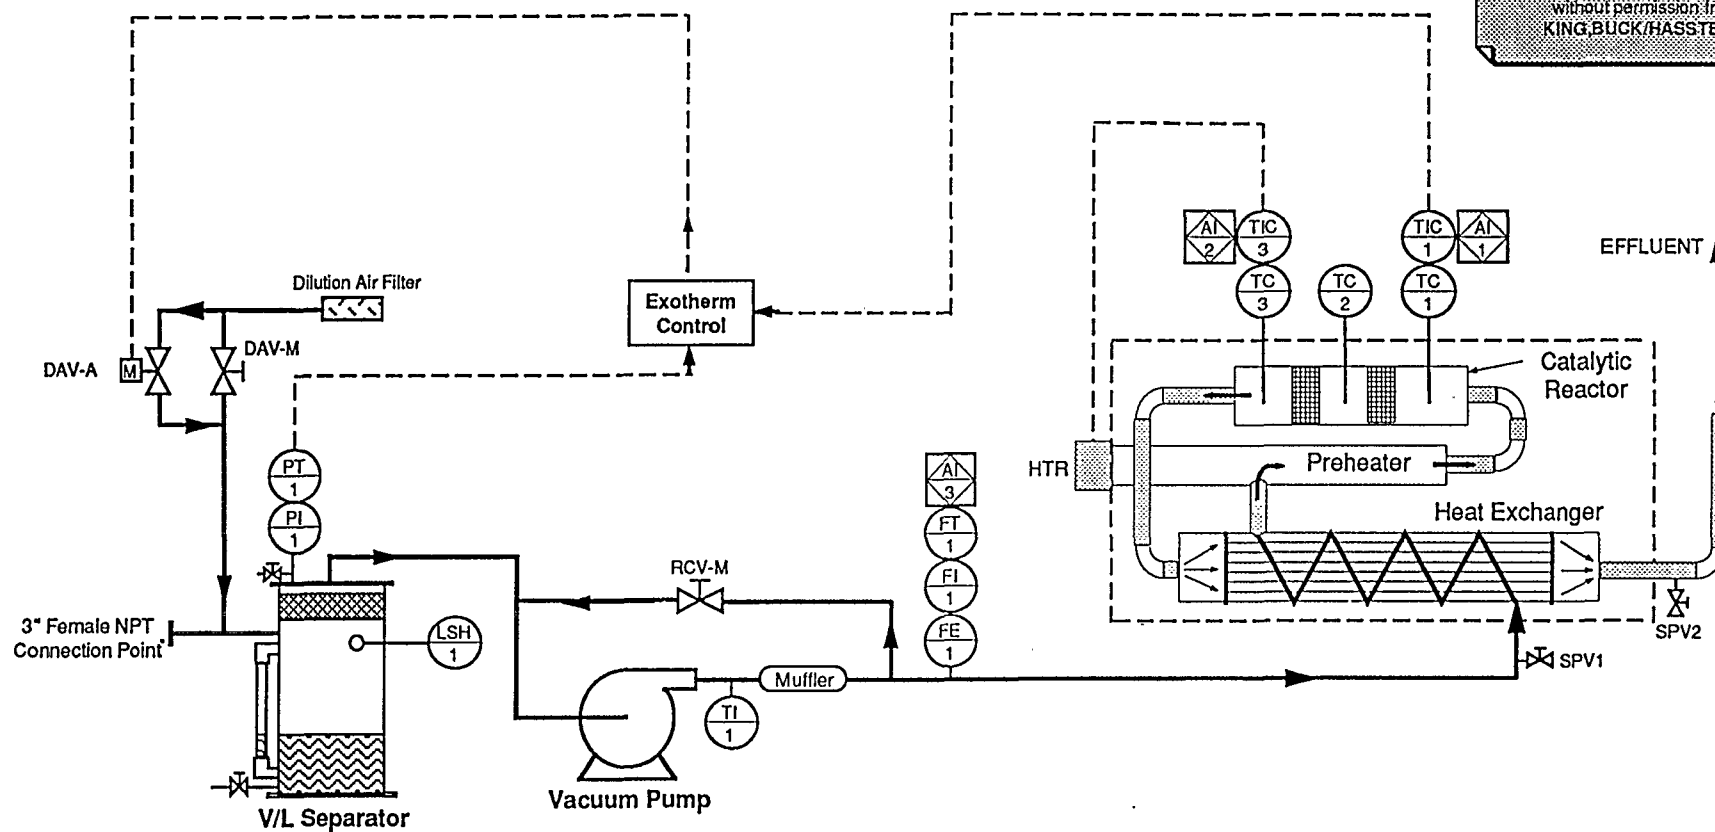 without permission
KING,BUCK/
AI
2
TIC
3
TIC
1
AI
1
EFFLUENT
TC
3
TC
2
TC
1
Dilution Air Filter
Exotherm
Control
DAV-M
DAV-A
M
Catalytic
Reactor
HTR
Preheater
PT
1
PI
1
AI
3
FT
1
FI
1
FE
1
Heat Exchanger
RCV-M
3" Female NPT
Connection Point
LSH
1
SPV2
SPV1
Muffler
TI
1
Vacuum Pump
V/L Separator